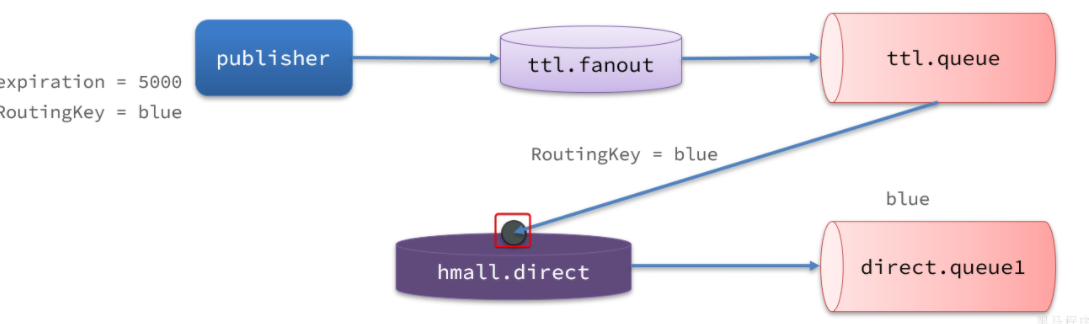 publisher
ttl.fanout
ttl.queue
expiration = 5000
RoutingKey = blue
RoutingKey = blue
blue
hmall.direct
direct.queue1